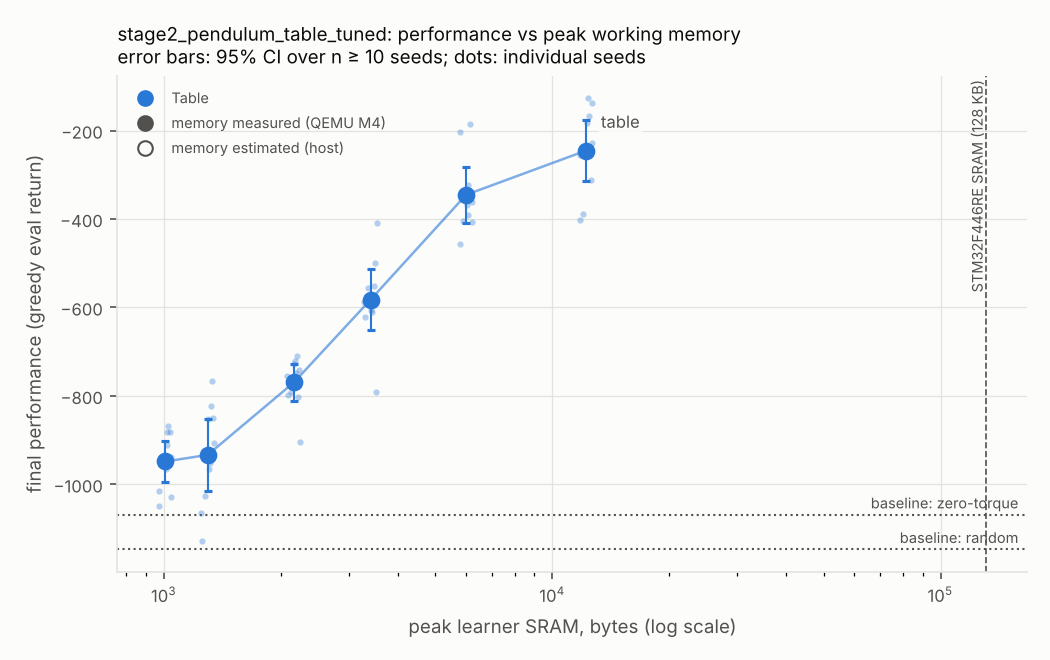 stage2_pendulum_table_tuned: performance vs peak working memory
error bars: 95% CI over n ≥ 10 seeds; dots: individual seeds
Table
memory measured (QEMU M4)
memory estimated (host)
table
STM32F446RE SRAM (128 KB)
final performance (greedy eval return)
−200
−400
−600
−800
−1000
baseline: zero-torque
baseline: random
10³
10⁴
10⁵
peak learner SRAM, bytes (log scale)